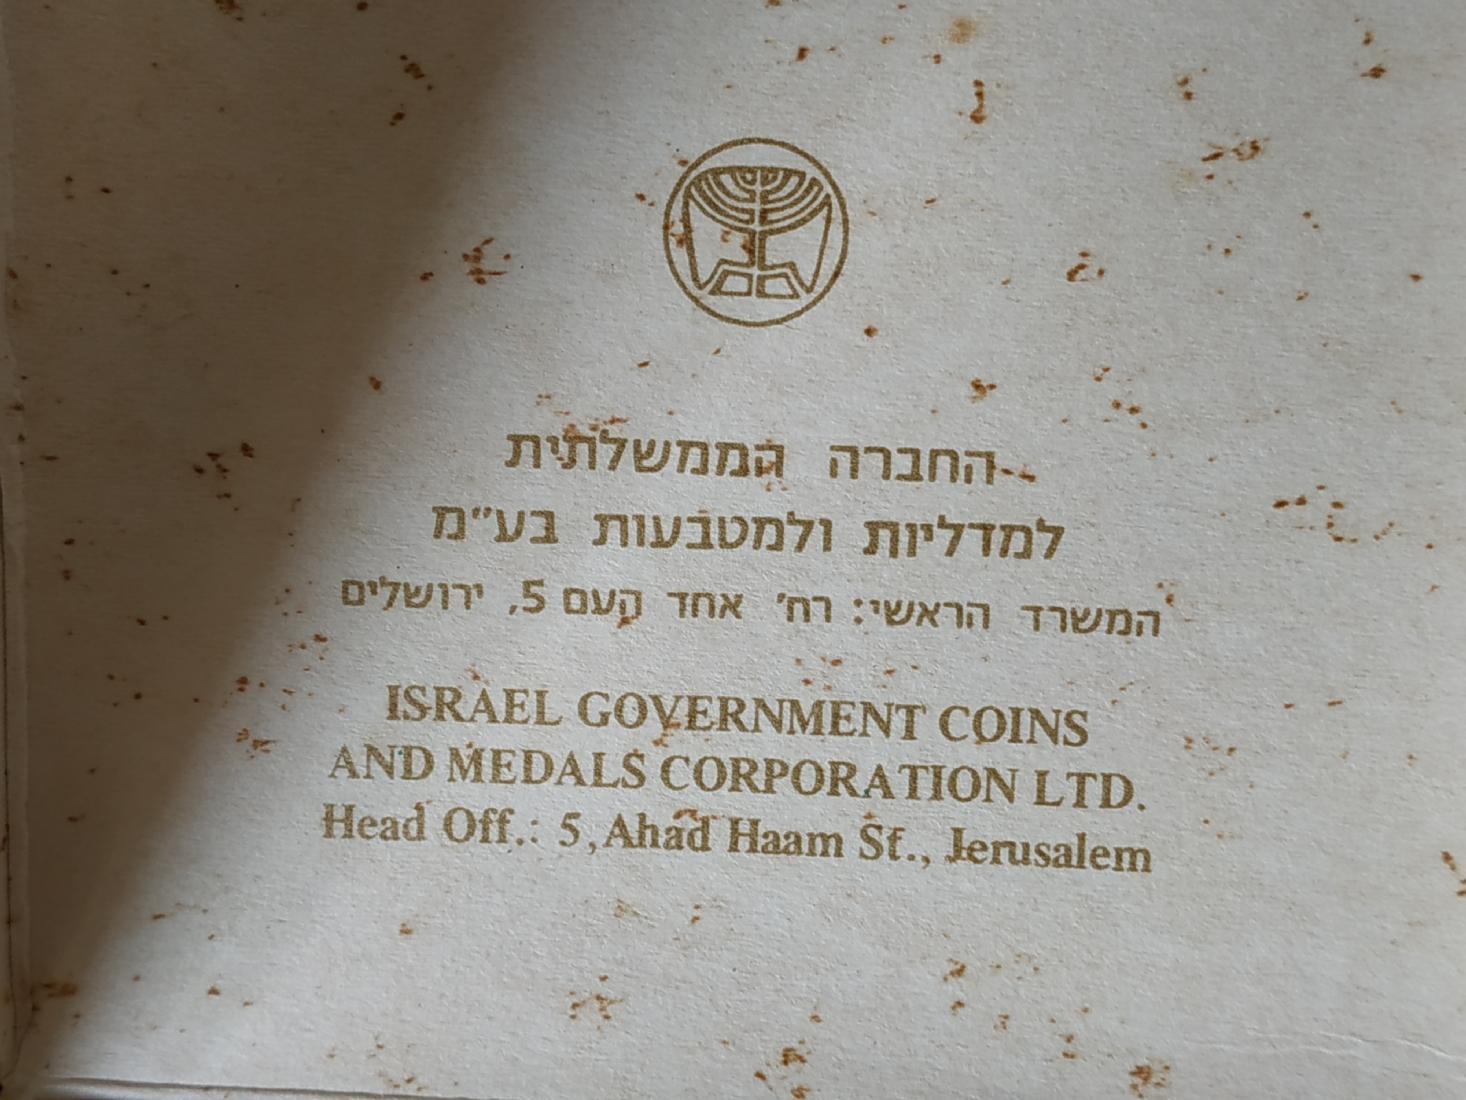 החברה הממשלתית
למדליות ולמטבעות בע״מ
המשרד הראשי: רח׳ אחד העם 5, ירושלים
ISRAEL GOVERNMENT COINS
AND MEDALS CORPORATION LTD.
Head Off.: 5, Ahad Haam St., Jerusalem